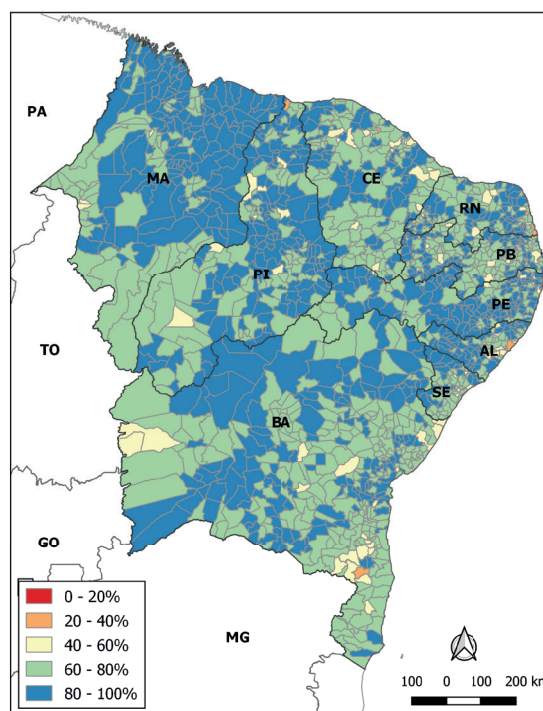 PA
MA
CE
RN
PB
PI
PE
TO
AL
SE
BA
GO
0 - 20%
20 - 40%
40 - 60%
60 - 80%
80 - 100%
MG
100 0 100 200 km